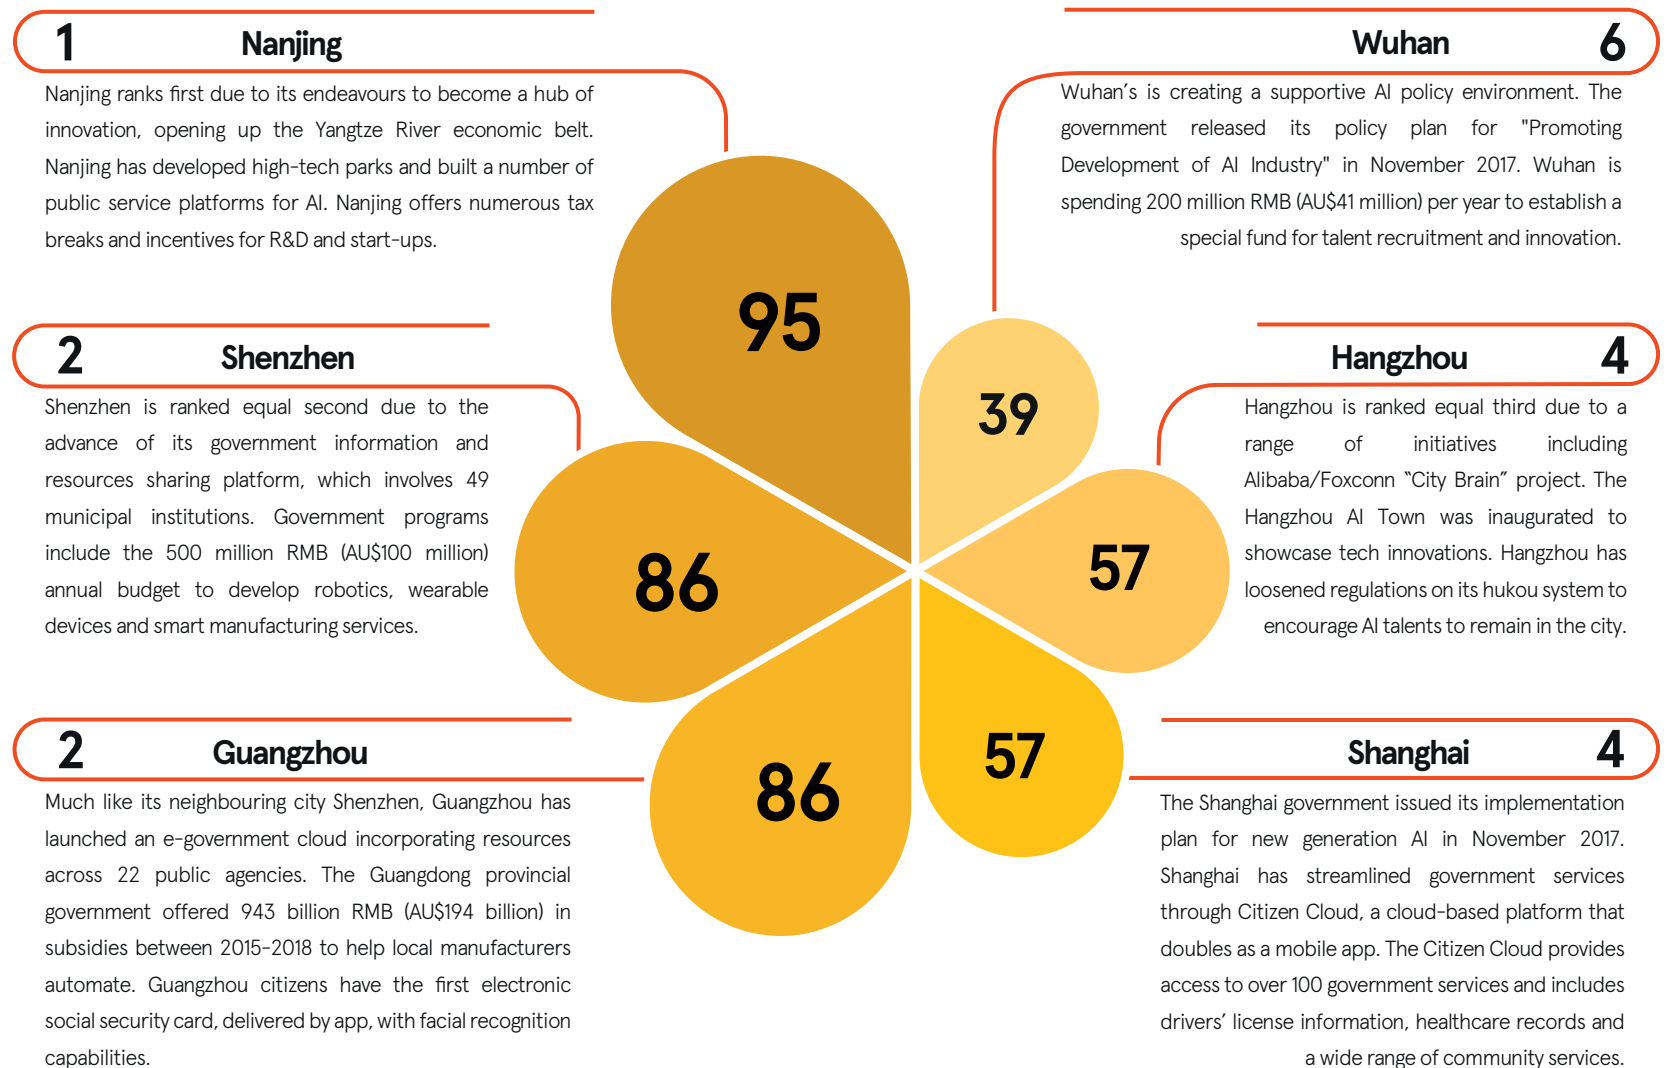 1 Nanjing
Nanjing ranks first due to its endeavours to become a hub of
innovation, opening up the Yangtze River economic belt.
Nanjing has developed high-tech parks and built a number of
public service platforms for AI. Nanjing offers numerous tax
breaks and incentives for R&D and start-ups.
2 Shenzhen
Shenzhen is ranked equal second due to the
advance of its government information and
resources sharing platform, which involves 49
municipal institutions. Government programs
include the 500 million RMB (AU$100 million)
annual budget to develop robotics, wearable
devices and smart manufacturing services.
2 Guangzhou
Much like its neighbouring city Shenzhen, Guangzhou has
launched an e-government cloud incorporating resources
across 22 public agencies. The Guangdong provincial
government offered 943 billion RMB (AU$194 billion) in
subsidies between 2015-2018 to help local manufacturers
automate. Guangzhou citizens have the first electronic
social security card, delivered by app, with facial recognition
capabilities.
95
39
86
57
86
57
Wuhan 6
Wuhan's is creating a supportive AI policy environment. The
government released its policy plan for "Promoting
Development of AI Industry" in November 2017. Wuhan is
spending 200 million RMB (AU$41 million) per year to establish a
special fund for talent recruitment and innovation.
Hangzhou 4
Hangzhou is ranked equal third due to a
range of initiatives including
Alibaba/Foxconn “City Brain” project. The
Hangzhou AI Town was inaugurated to
showcase tech innovations. Hangzhou has
loosened regulations on its hukou system to
encourage AI talents to remain in the city.
Shanghai 4
The Shanghai government issued its implementation
plan for new generation AI in November 2017.
Shanghai has streamlined government services
through Citizen Cloud, a cloud-based platform that
doubles as a mobile app. The Citizen Cloud provides
access to over 100 government services and includes
drivers’ license information, healthcare records and
a wide range of community services.